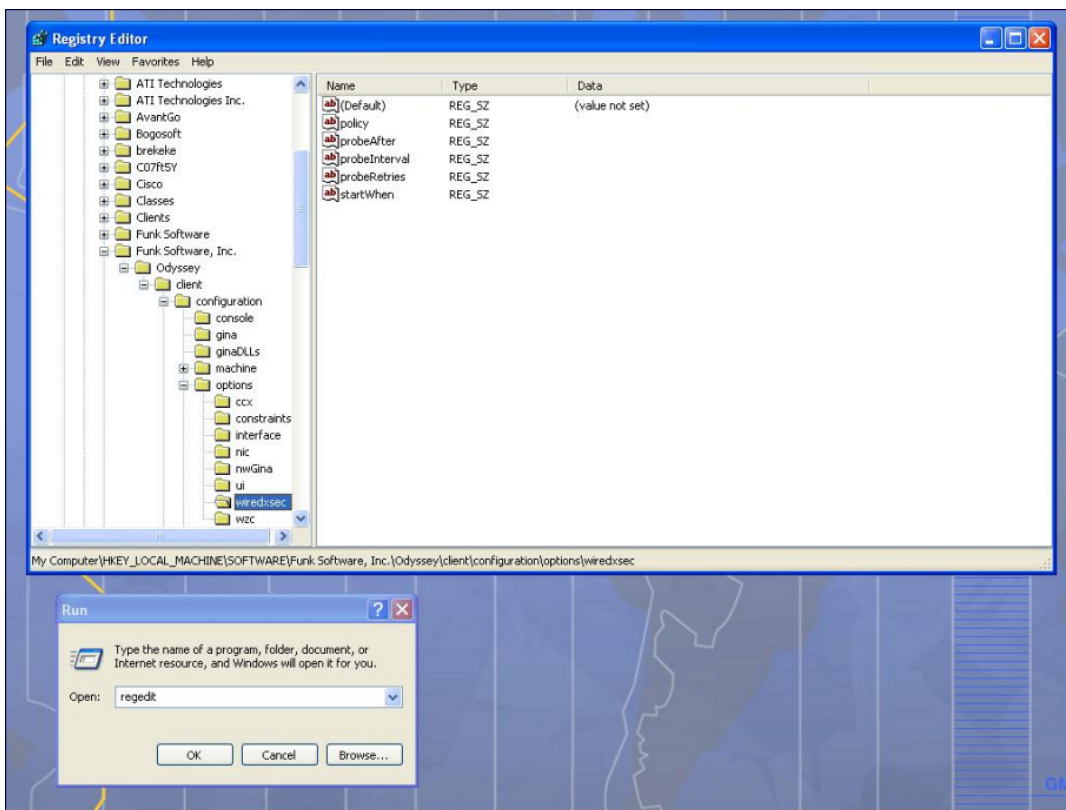 Registry Editor
File Edit View Favorites Help
ATI Technologies
ATI Technologies Inc.
AvantGo
Bogosoft
brekeke
C07ft5Y
Cisco
Classes
Clients
Funk Software
Funk Software, Inc.
Odyssey
client
configuration
console
gina
ginaDLLs
machine
options
ccx
constraints
interface
nic
nwGina
ui
wiredxsec
wzc
Name Type Data
(Default) REG_SZ (value not set)
policy REG_SZ
probeAfter REG_SZ
probeInterval REG_SZ
probeRetries REG_SZ
startWhen REG_SZ
My Computer\HKEY_LOCAL_MACHINE\SOFTWARE\Funk Software, Inc.\Odyssey\client\configuration\options\wiredxsec
Run
Type the name of a program, folder, document, or
Internet resource, and Windows will open it for you.
Open: regedit
OK Cancel Browse...